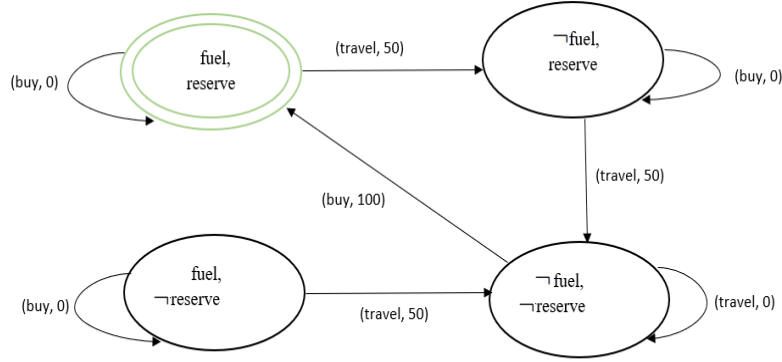 fuel,
reserve
(travel, 50)
¬fuel,
reserve
(buy, 0)
(buy, 0)
(travel, 50)
(buy, 100)
fuel,
¬reserve
(buy, 0)
(travel, 50)
¬ fuel,
¬reserve
(travel, 0)